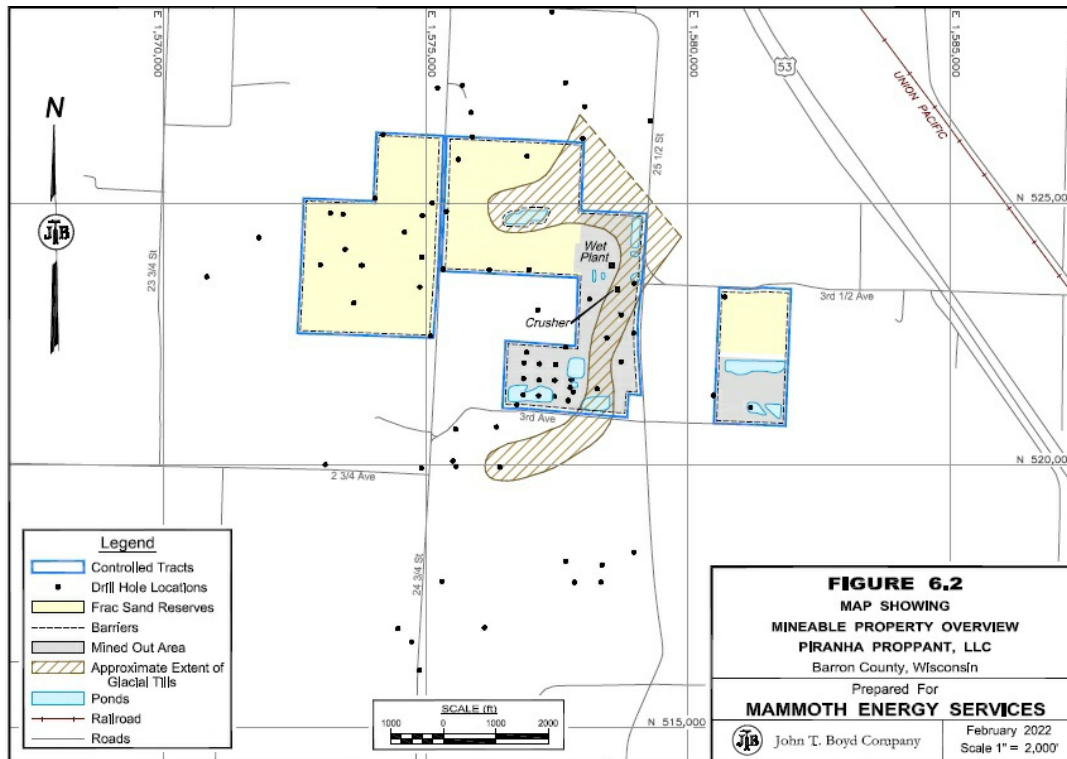 E 1,570,000
E 1,575,000
E 1,580,000
E 1,585,000
53
UNION PACIFIC
N
JTB
25 1/2 St
N 525,000
23 3/4 St
Wet
Plant
3rd 1/2 Ave
Crusher
3rd Ave
N 520,000
2 3/4 Ave
24 3/4 St
Legend
Controlled Tracts
Drill Hole Locations
Frac Sand Reserves
Barriers
Mined Out Area
Approximate Extent of
Glacial Tills
Ponds
Railroad
Roads
SCALE (ft)
1000 0 1000 2000
N 515,000
FIGURE 6.2
MAP SHOWING
MINEABLE PROPERTY OVERVIEW
PIRANHA PROPPANT, LLC
Barron County, Wisconsin
Prepared For
MAMMOTH ENERGY SERVICES
JTB John T. Boyd Company
February 2022
Scale 1" = 2,000'